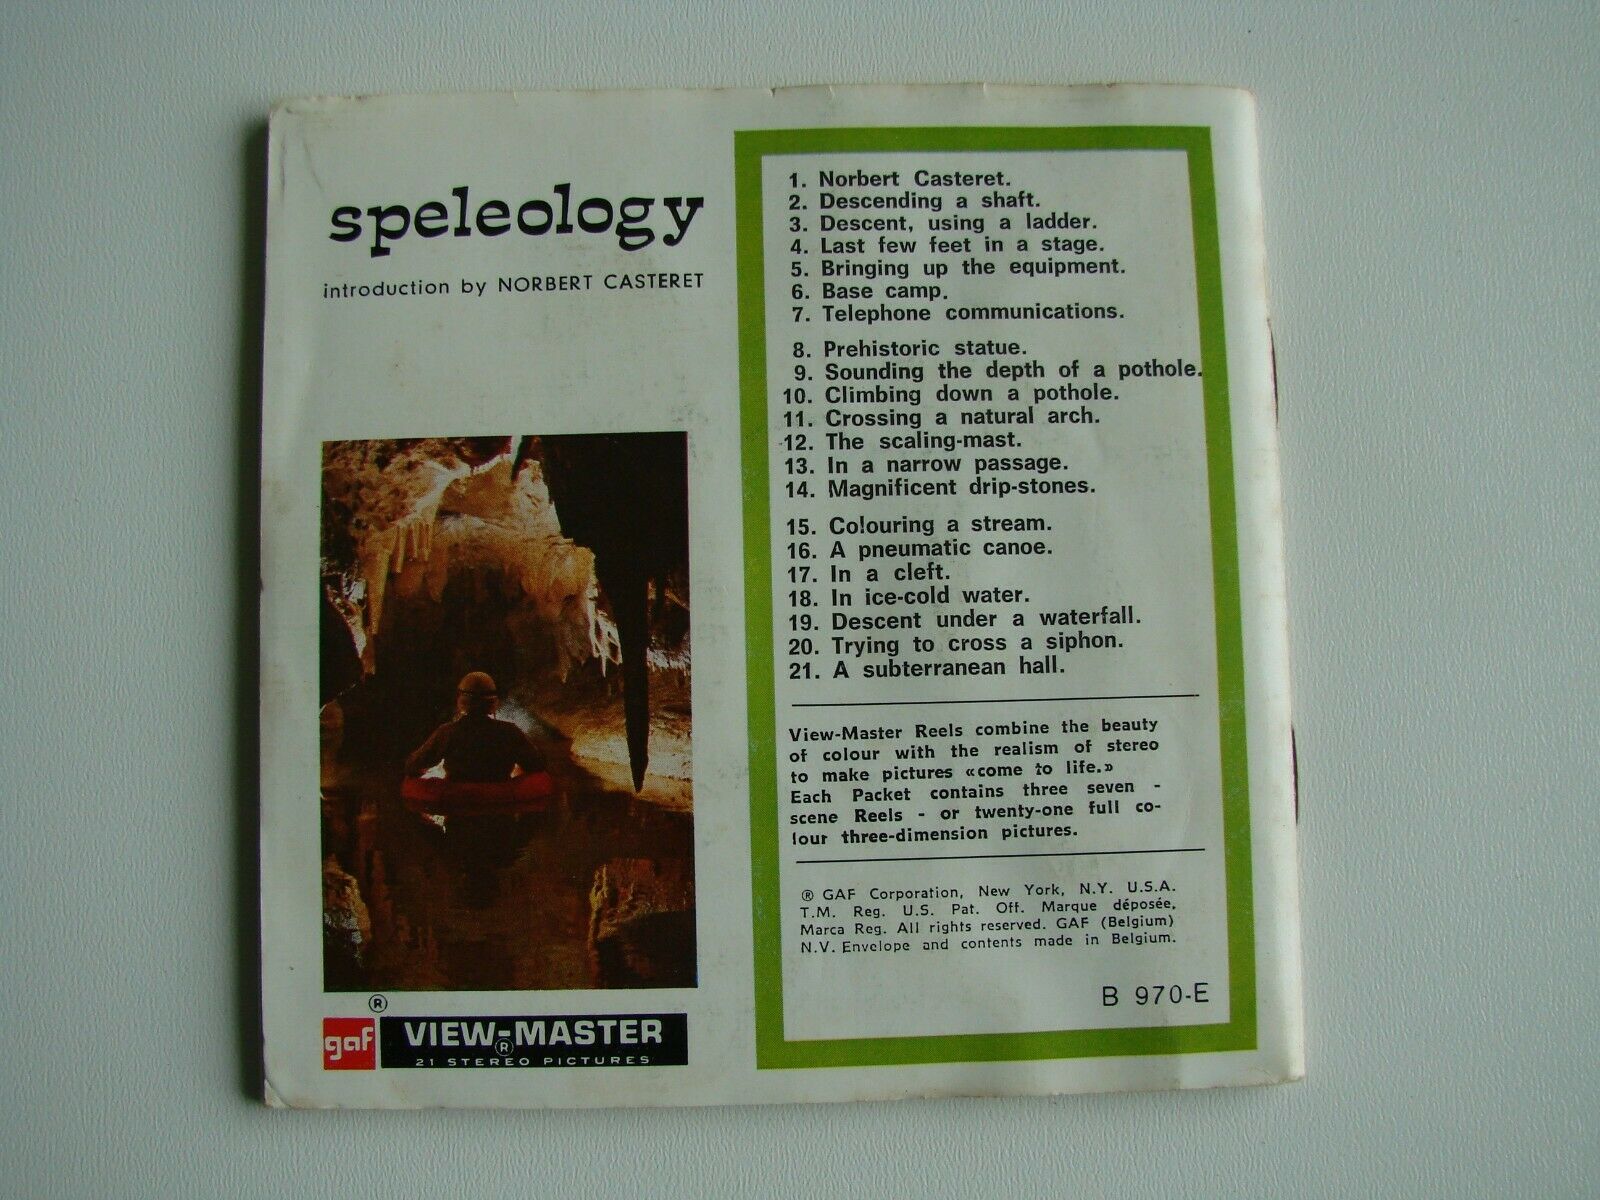 speleology
introduction by NORBERT CASTERET
®
gaf VIEW-MASTER
®
21 STEREO PICTURES
1. Norbert Casteret.
2. Descending a shaft.
3. Descent, using a ladder.
4. Last few feet in a stage.
5. Bringing up the equipment.
6. Base camp.
7. Telephone communications.
8. Prehistoric statue.
9. Sounding the depth of a pothole.
10. Climbing down a pothole.
11. Crossing a natural arch.
12. The scaling-mast.
13. In a narrow passage.
14. Magnificent drip-stones.
15. Colouring a stream.
16. A pneumatic canoe.
17. In a cleft.
18. In ice-cold water.
19. Descent under a waterfall.
20. Trying to cross a siphon.
21. A subterranean hall.
View-Master Reels combine the beauty
of colour with the realism of stereo
to make pictures «come to life.»
Each Packet contains three seven -
scene Reels - or twenty-one full co-
lour three-dimension pictures.
® GAF Corporation, New York, N.Y. U.S.A.
T.M. Reg. U.S. Pat. Off. Marque déposée,
Marca Reg. All rights reserved. GAF (Belgium)
N.V. Envelope and contents made in Belgium.
B 970-E